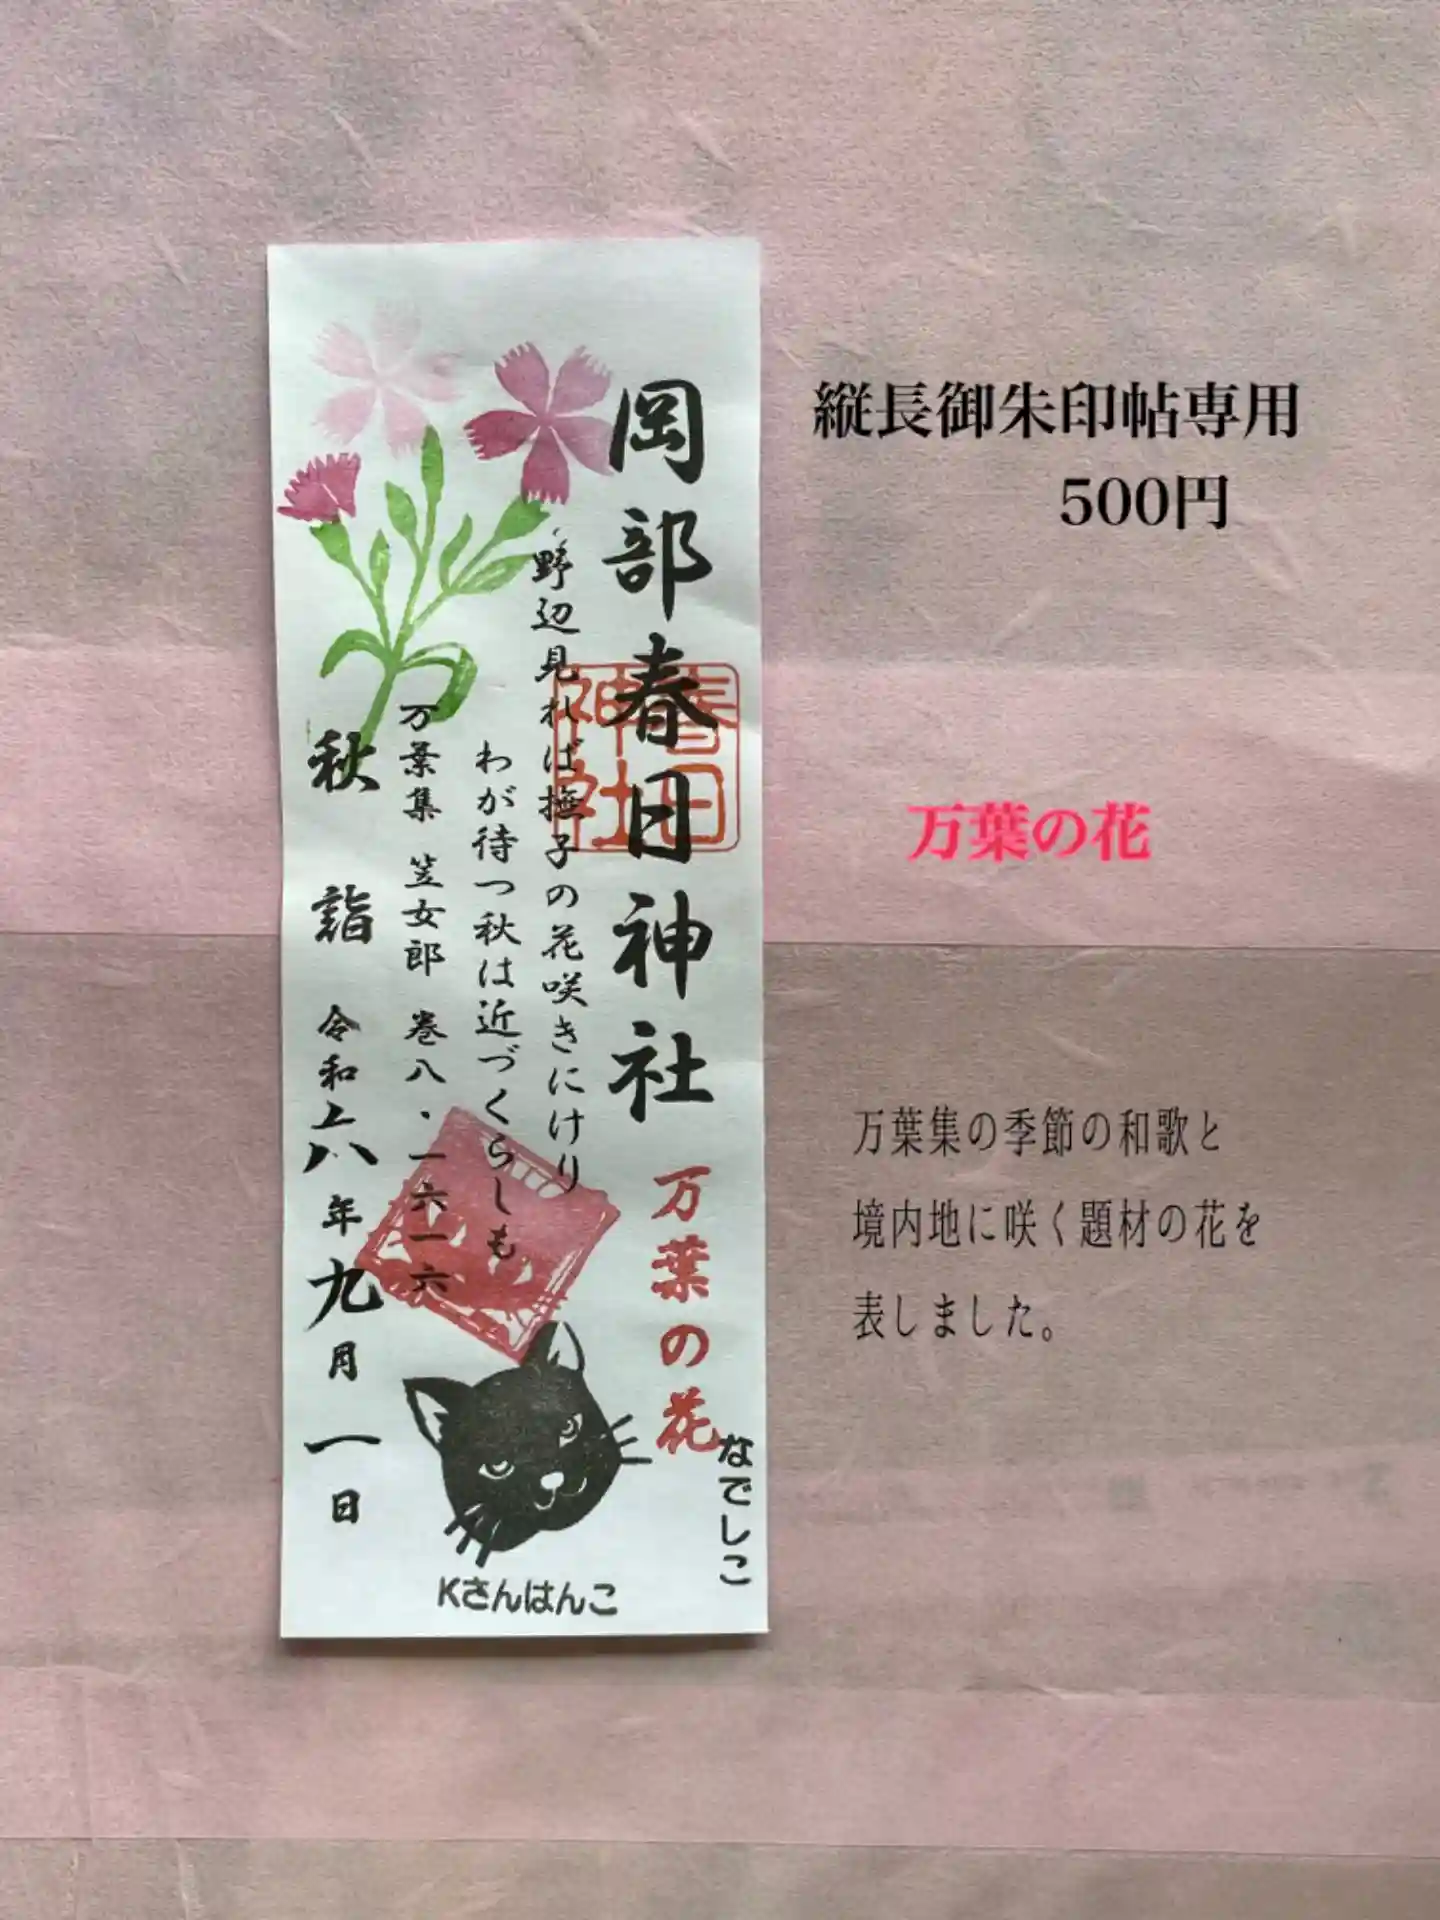 岡部春日神社
春日神社
野辺見れば撫子の花咲きにけり
わが待つ秋は近づくらしも
万葉集 笠女郎 巻八・一六一六
秋詣
令和六年九月一日
万葉の花
なでしこ
Kさんはんこ
縦長御朱印帖専用
500円
万葉の花
万葉集の季節の和歌と
境内地に咲く題材の花を
表しました。